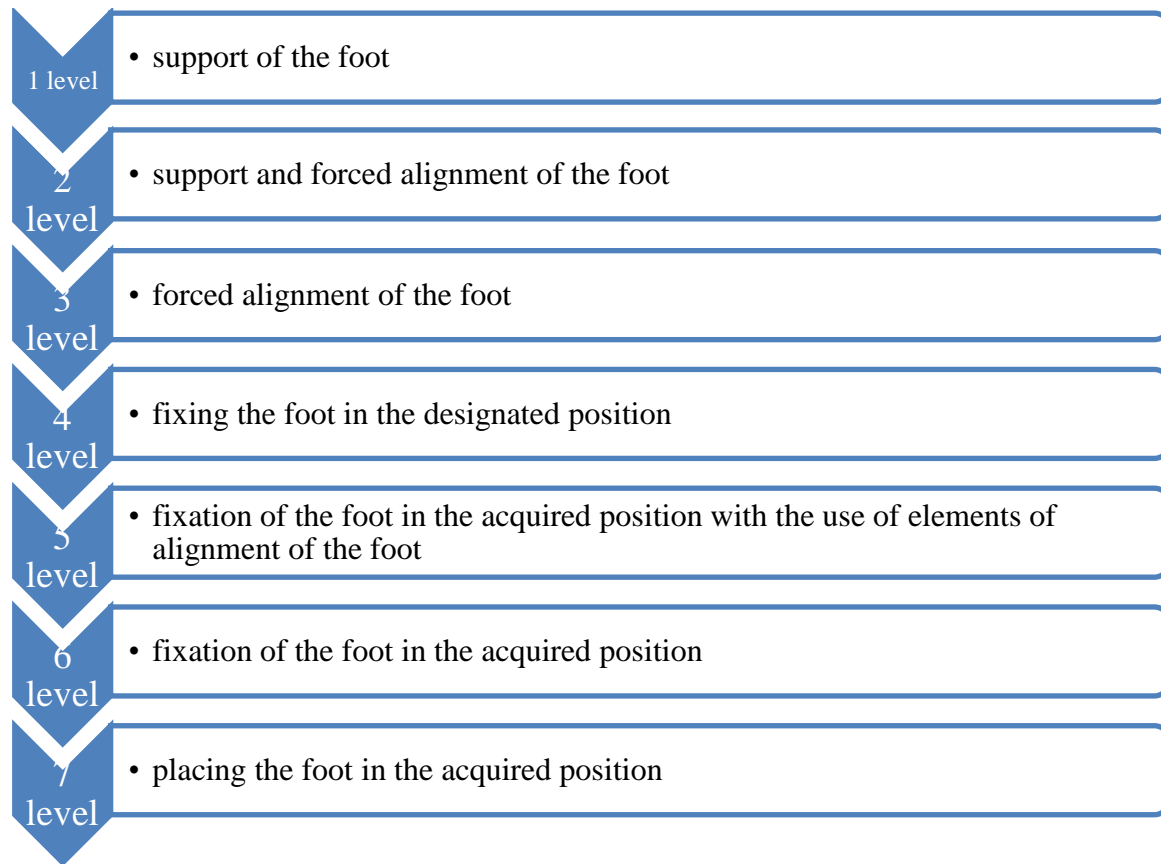 1 level
• support of the foot
2
level
• support and forced alignment of the foot
3
level
• forced alignment of the foot
4
level
• fixing the foot in the designated position
5
level
• fixation of the foot in the acquired position with the use of elements of
alignment of the foot
6
level
• fixation of the foot in the acquired position
7
level
• placing the foot in the acquired position